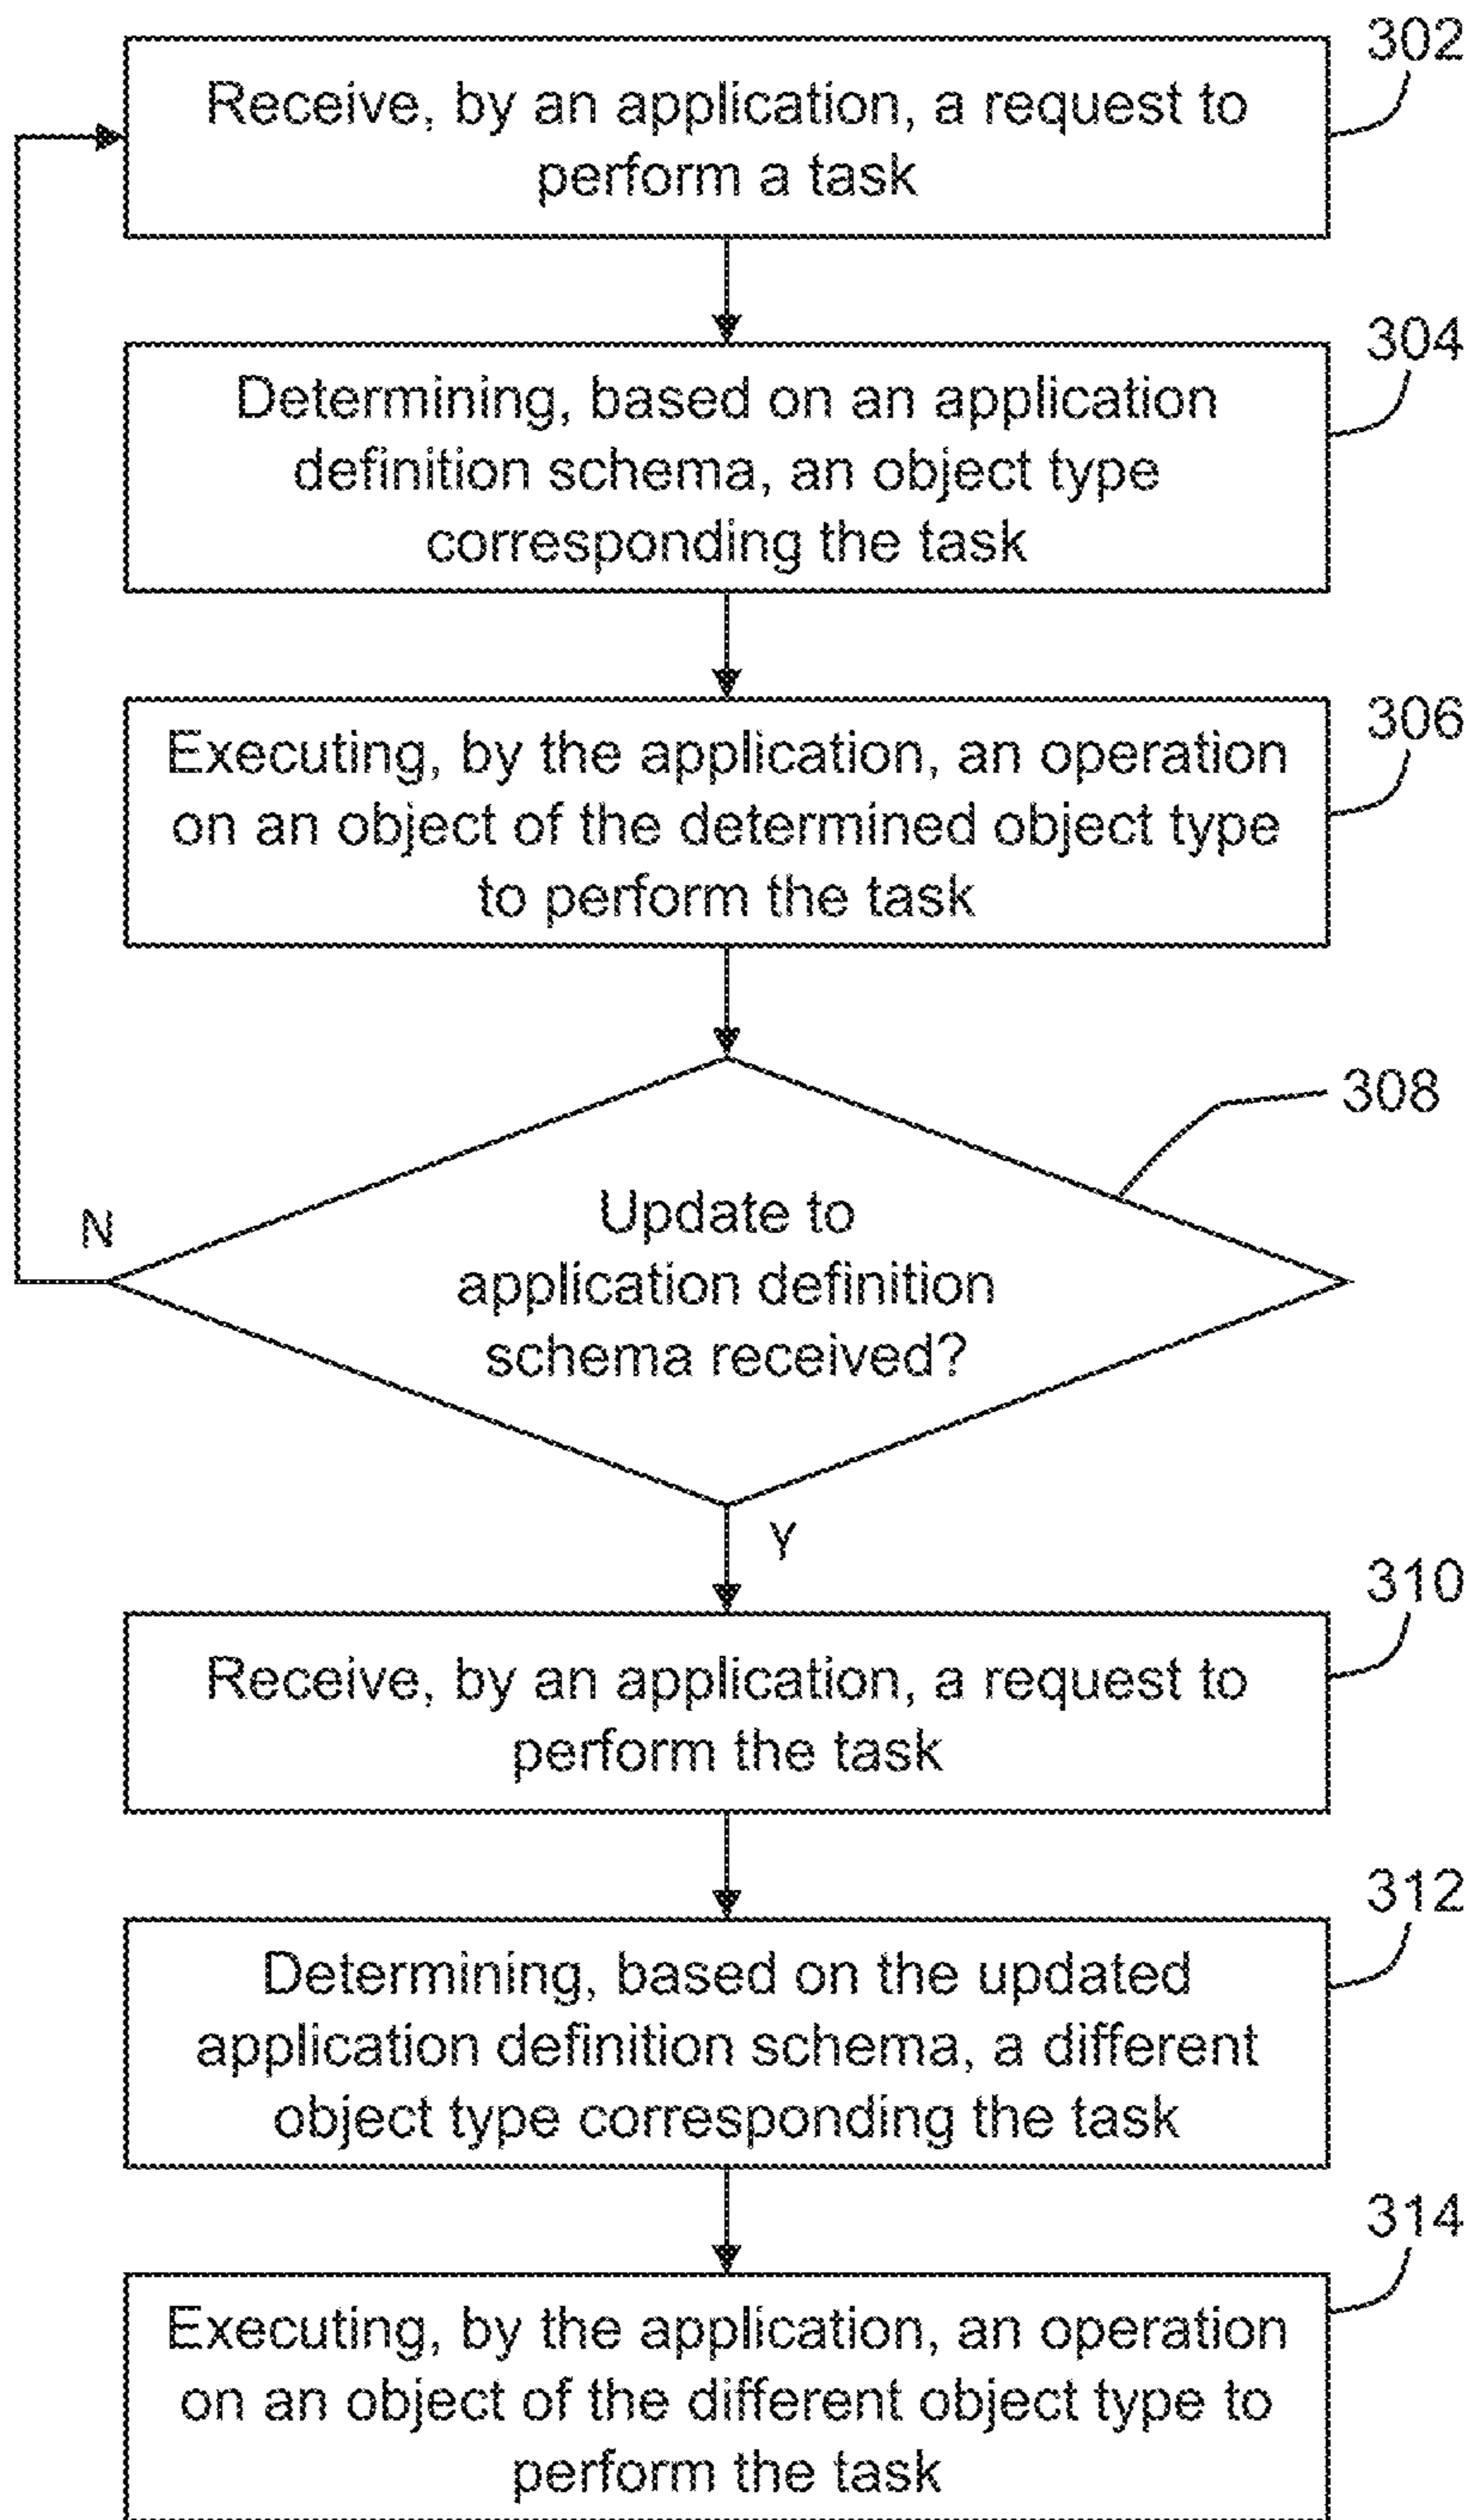 302
Receive, by an application, a request to
perform a task
304
Determining, based on an application
definition schema, an object type
corresponding the task
306
Executing, by the application, an operation
on an object of the determined object type
to perform the task
308
Update to
application definition
schema received?
N
Y
310
Receive, by an application, a request to
perform the task
312
Determining, based on the updated
application definition schema, a different
object type corresponding the task
314
Executing, by the application, an operation
on an object of the different object type to
perform the task